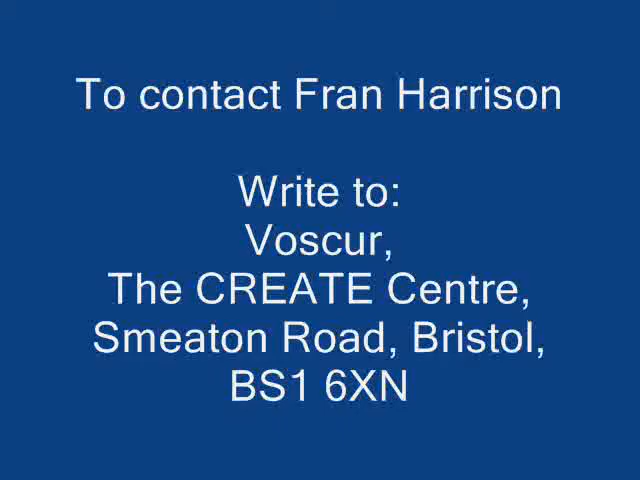 To contact Fran Harrison
Write to:
Voscur,
The CREATE Centre,
Smeaton Road, Bristol,
BS1 6XN